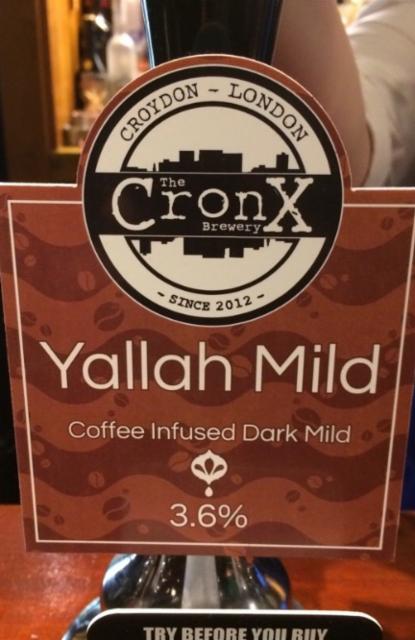 CROYDON ~ LONDON
The
CronX
Brewery
~ SINCE 2012 ~
Yallah Mild
Coffee Infused Dark Mild
3.6%
TRY BEFORE YOU BUY